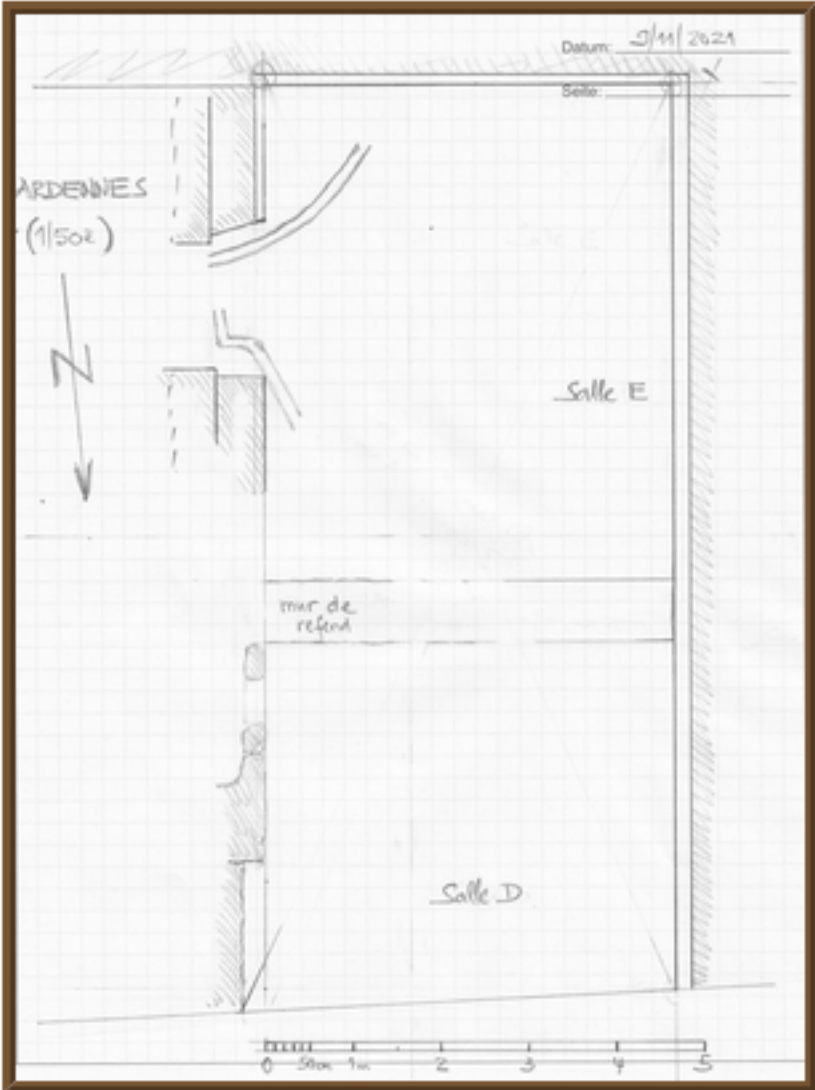 Datum: 9/11/2021
Seite:
ARDENNES
(1/50e)
N
Salle E
mur de
refend
Salle D
0 50cm 1m 2 3 4 5